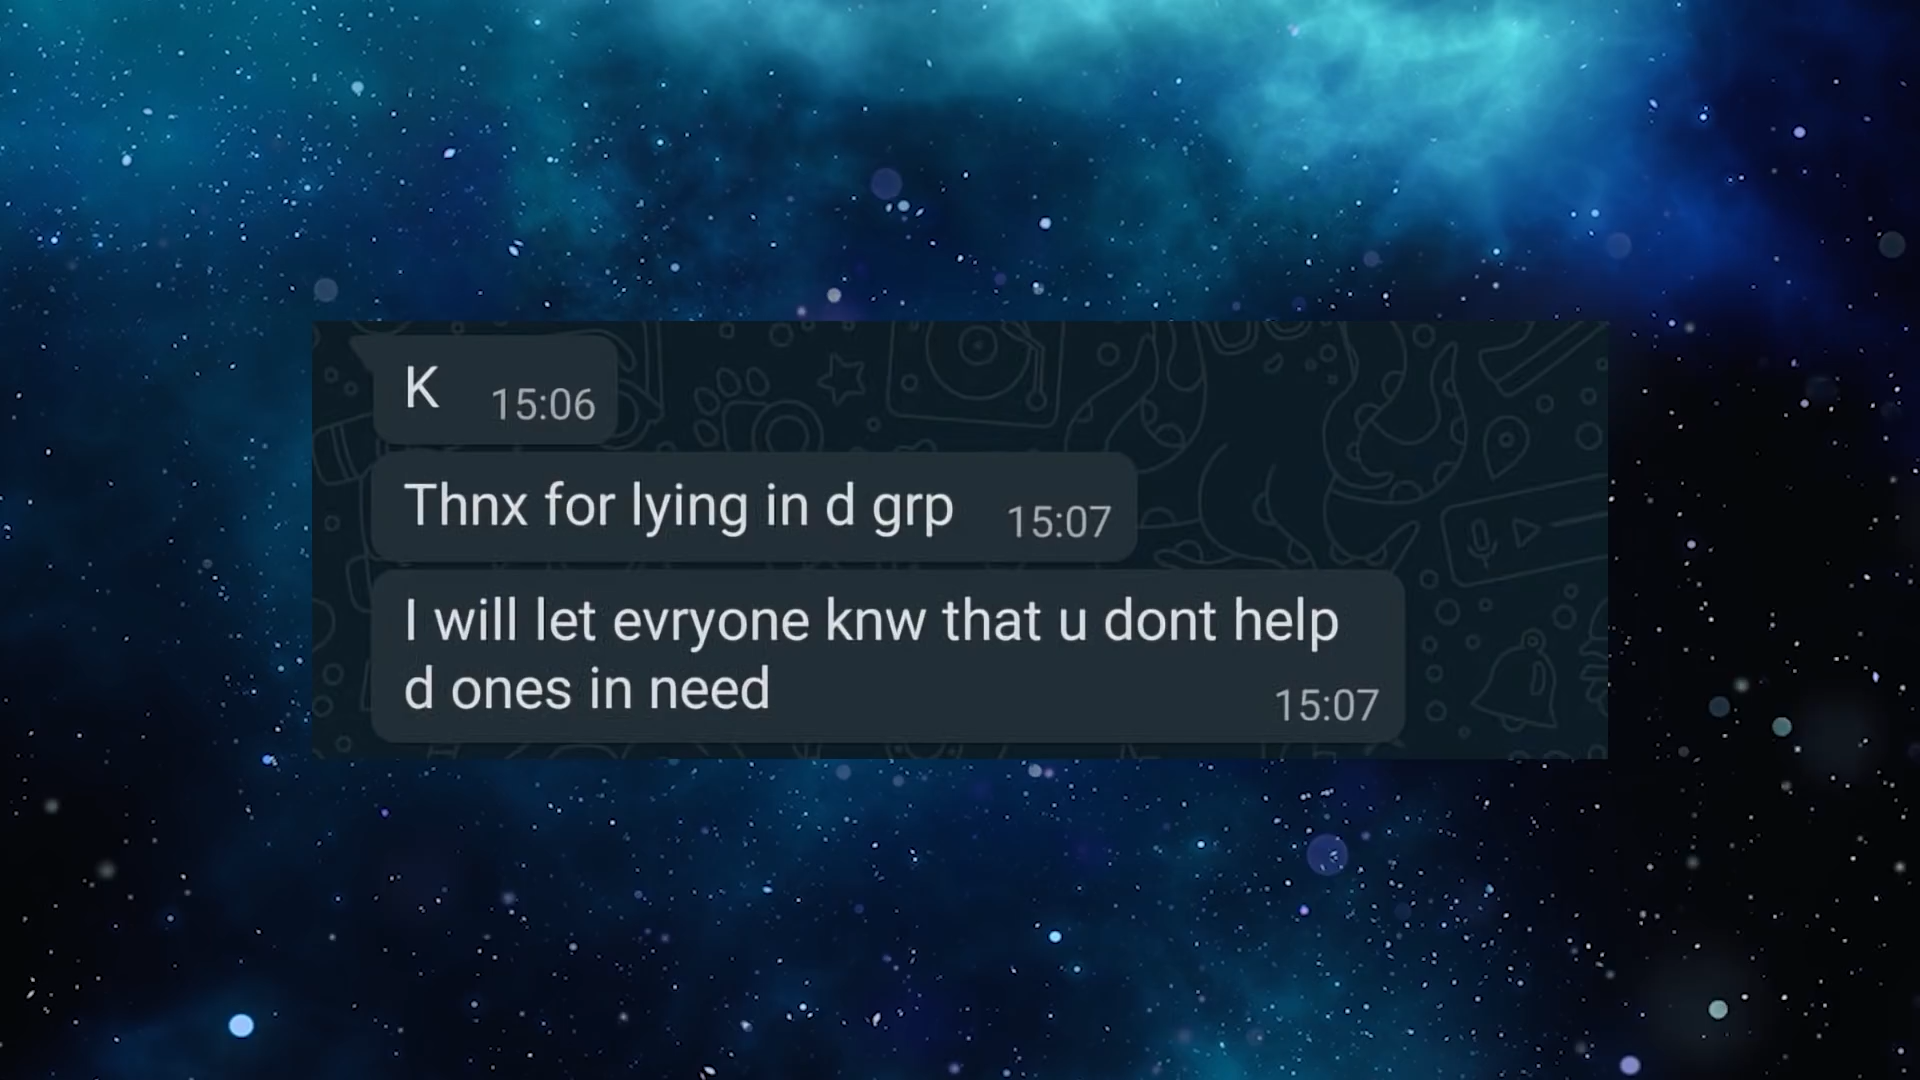 K 15:06
Thnx for lying in d grp 15:07
I will let evryone knw that u dont help
d ones in need 15:07